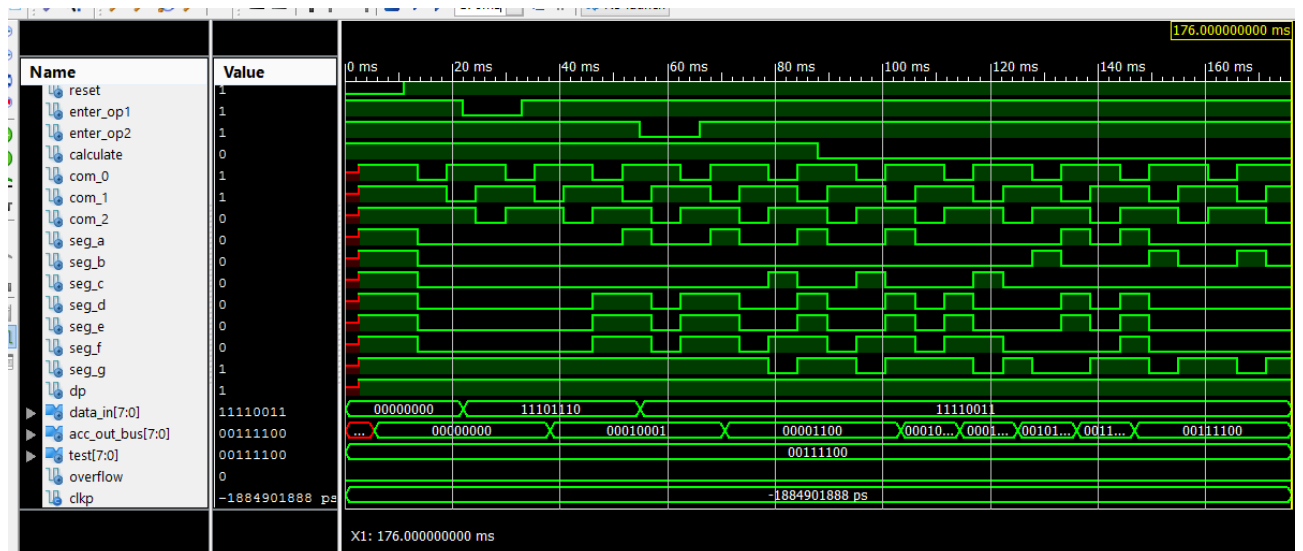 176.000000000 ms
Name Value 0 ms 20 ms 40 ms 60 ms 80 ms 100 ms 120 ms 140 ms 160 ms
reset 1
enter_op1 1
enter_op2 1
calculate 0
com_0 1
com_1 1
com_2 0
seg_a 0
seg_b 0
seg_c 0
seg_d 0
seg_e 0
seg_f 0
seg_g 1
dp 1
data_in[7:0] 11110011 00000000 11101110 11110011
acc_out_bus[7:0] 00111100 ... 00000000 00010001 00001100 00010... 0001... 00101... 0011... 00111100
test[7:0] 00111100 00111100
overflow 0
clkp -1884901888 ps -1884901888 ps
X1: 176.000000000 ms